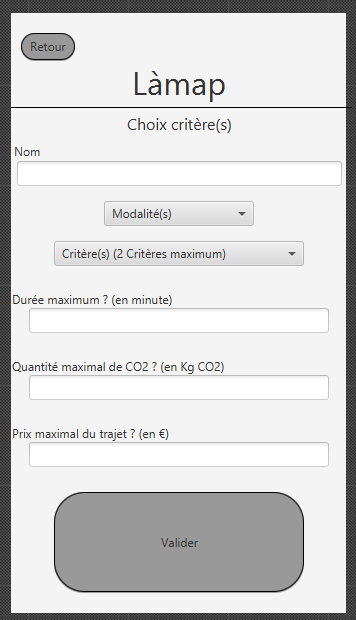 Retour
Làmap
Choix critère(s)
Nom
Modalité(s)
Critère(s) (2 Critères maximum)
Durée maximum ? (en minute)
Quantité maximal de CO2 ? (en Kg CO2)
Prix maximal du trajet ? (en €)
Valider